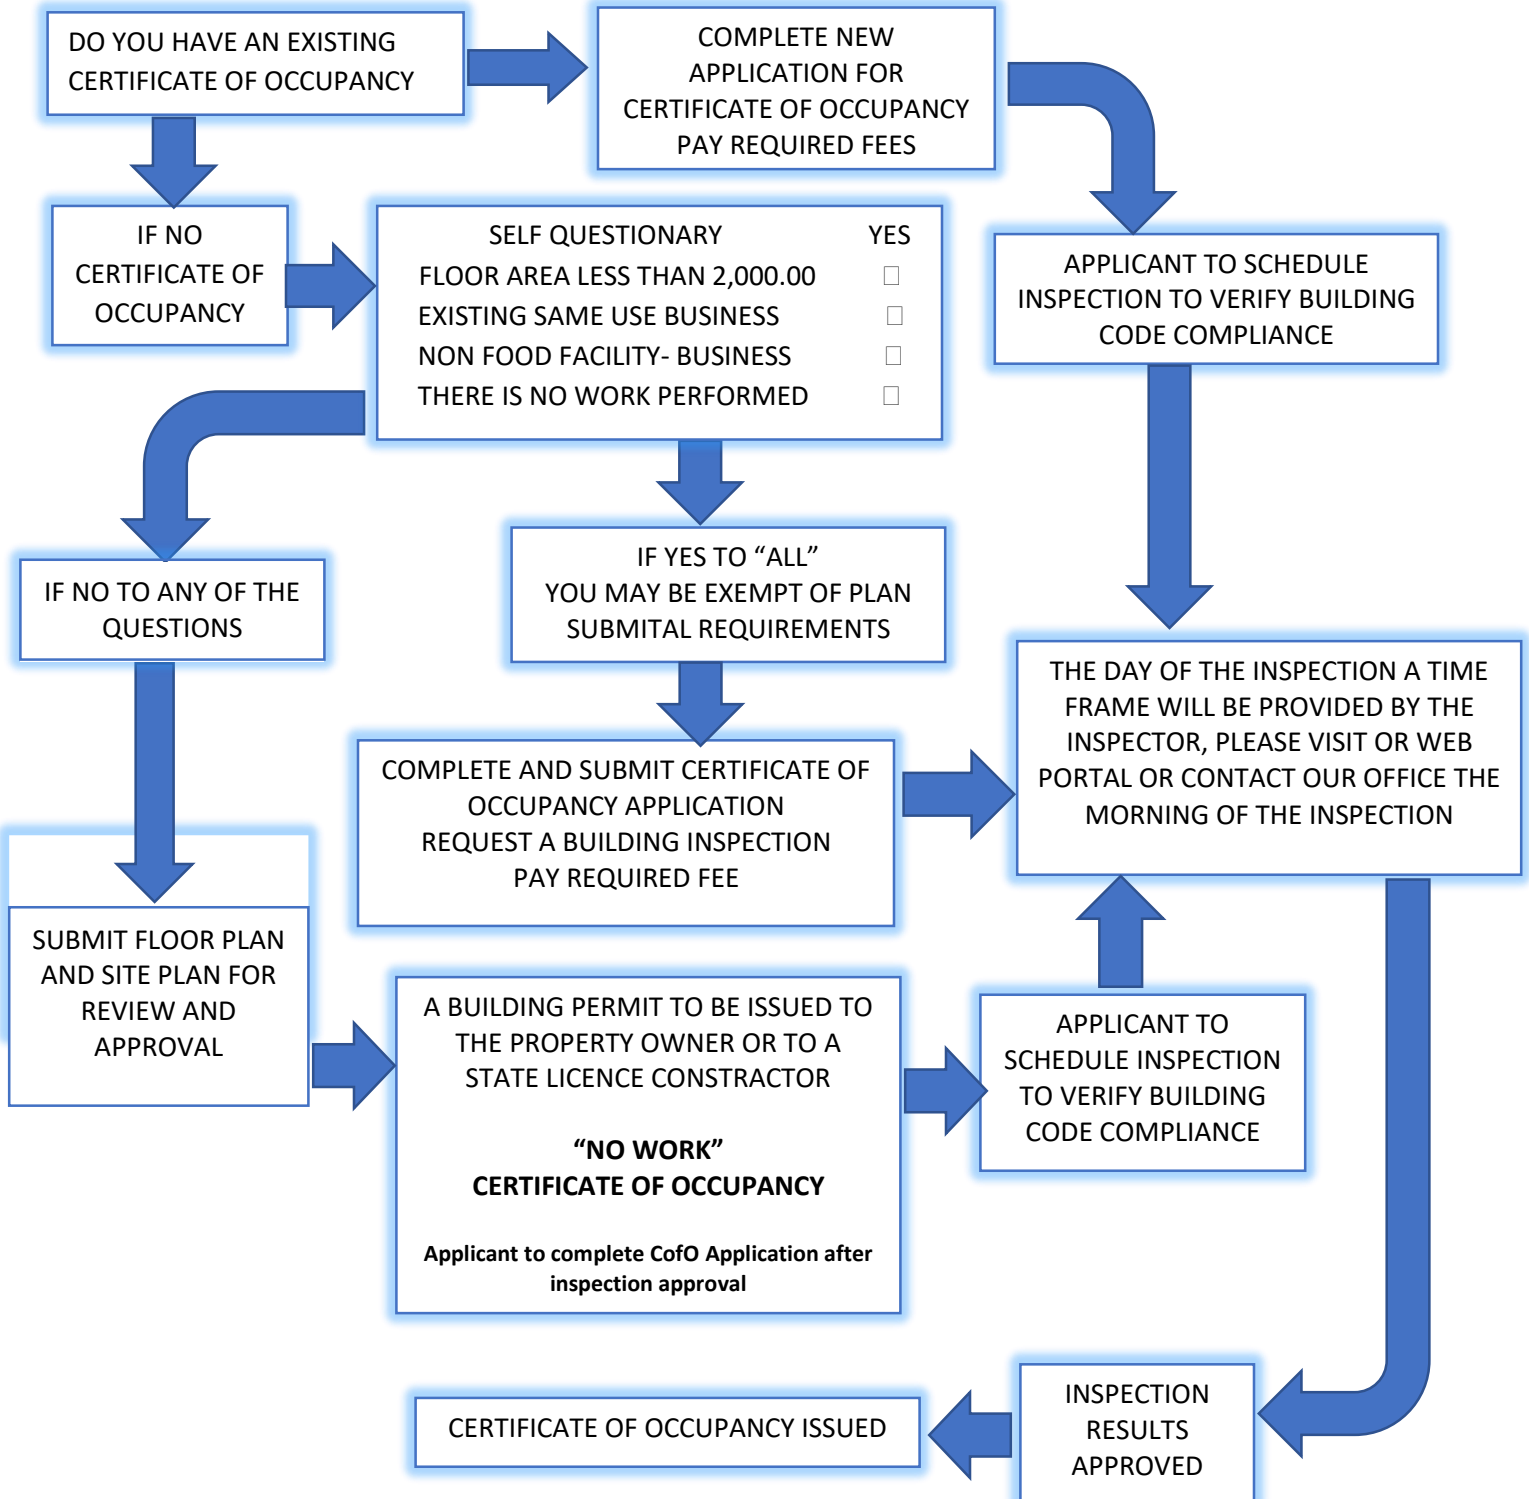 DO YOU HAVE AN EXISTING
CERTIFICATE OF OCCUPANCY
COMPLETE NEW
APPLICATION FOR
CERTIFICATE OF OCCUPANCY
PAY REQUIRED FEES
IF NO
CERTIFICATE OF
OCCUPANCY
SELF QUESTIONARY YES
FLOOR AREA LESS THAN 2,000.00 □
EXISTING SAME USE BUSINESS □
NON FOOD FACILITY- BUSINESS □
THERE IS NO WORK PERFORMED □
APPLICANT TO SCHEDULE
INSPECTION TO VERIFY BUILDING
CODE COMPLIANCE
IF NO TO ANY OF THE
QUESTIONS
IF YES TO “ALL”
YOU MAY BE EXEMPT OF PLAN
SUBMITAL REQUIREMENTS
THE DAY OF THE INSPECTION A TIME
FRAME WILL BE PROVIDED BY THE
INSPECTOR, PLEASE VISIT OR WEB
PORTAL OR CONTACT OUR OFFICE THE
MORNING OF THE INSPECTION
COMPLETE AND SUBMIT CERTIFICATE OF
OCCUPANCY APPLICATION
REQUEST A BUILDING INSPECTION
PAY REQUIRED FEE
SUBMIT FLOOR PLAN
AND SITE PLAN FOR
REVIEW AND
APPROVAL
A BUILDING PERMIT TO BE ISSUED TO
THE PROPERTY OWNER OR TO A
STATE LICENCE CONSTRACTOR
“NO WORK”
CERTIFICATE OF OCCUPANCY
Applicant to complete CofO Application after
inspection approval
APPLICANT TO
SCHEDULE INSPECTION
TO VERIFY BUILDING
CODE COMPLIANCE
INSPECTION
RESULTS
APPROVED
CERTIFICATE OF OCCUPANCY ISSUED